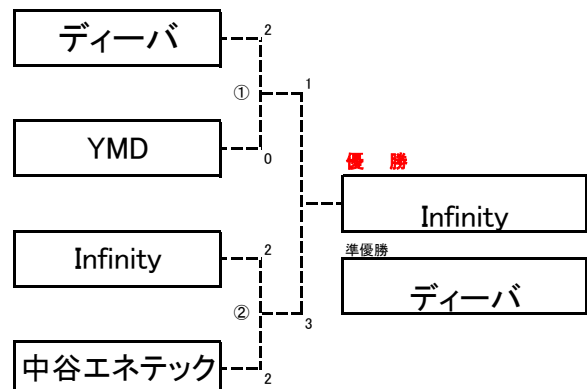 ディーバ
2
①
1
YMD
0
優　勝
Infinity
Infinity
2
準優勝
ディーバ
②
3
中谷エネテック
2